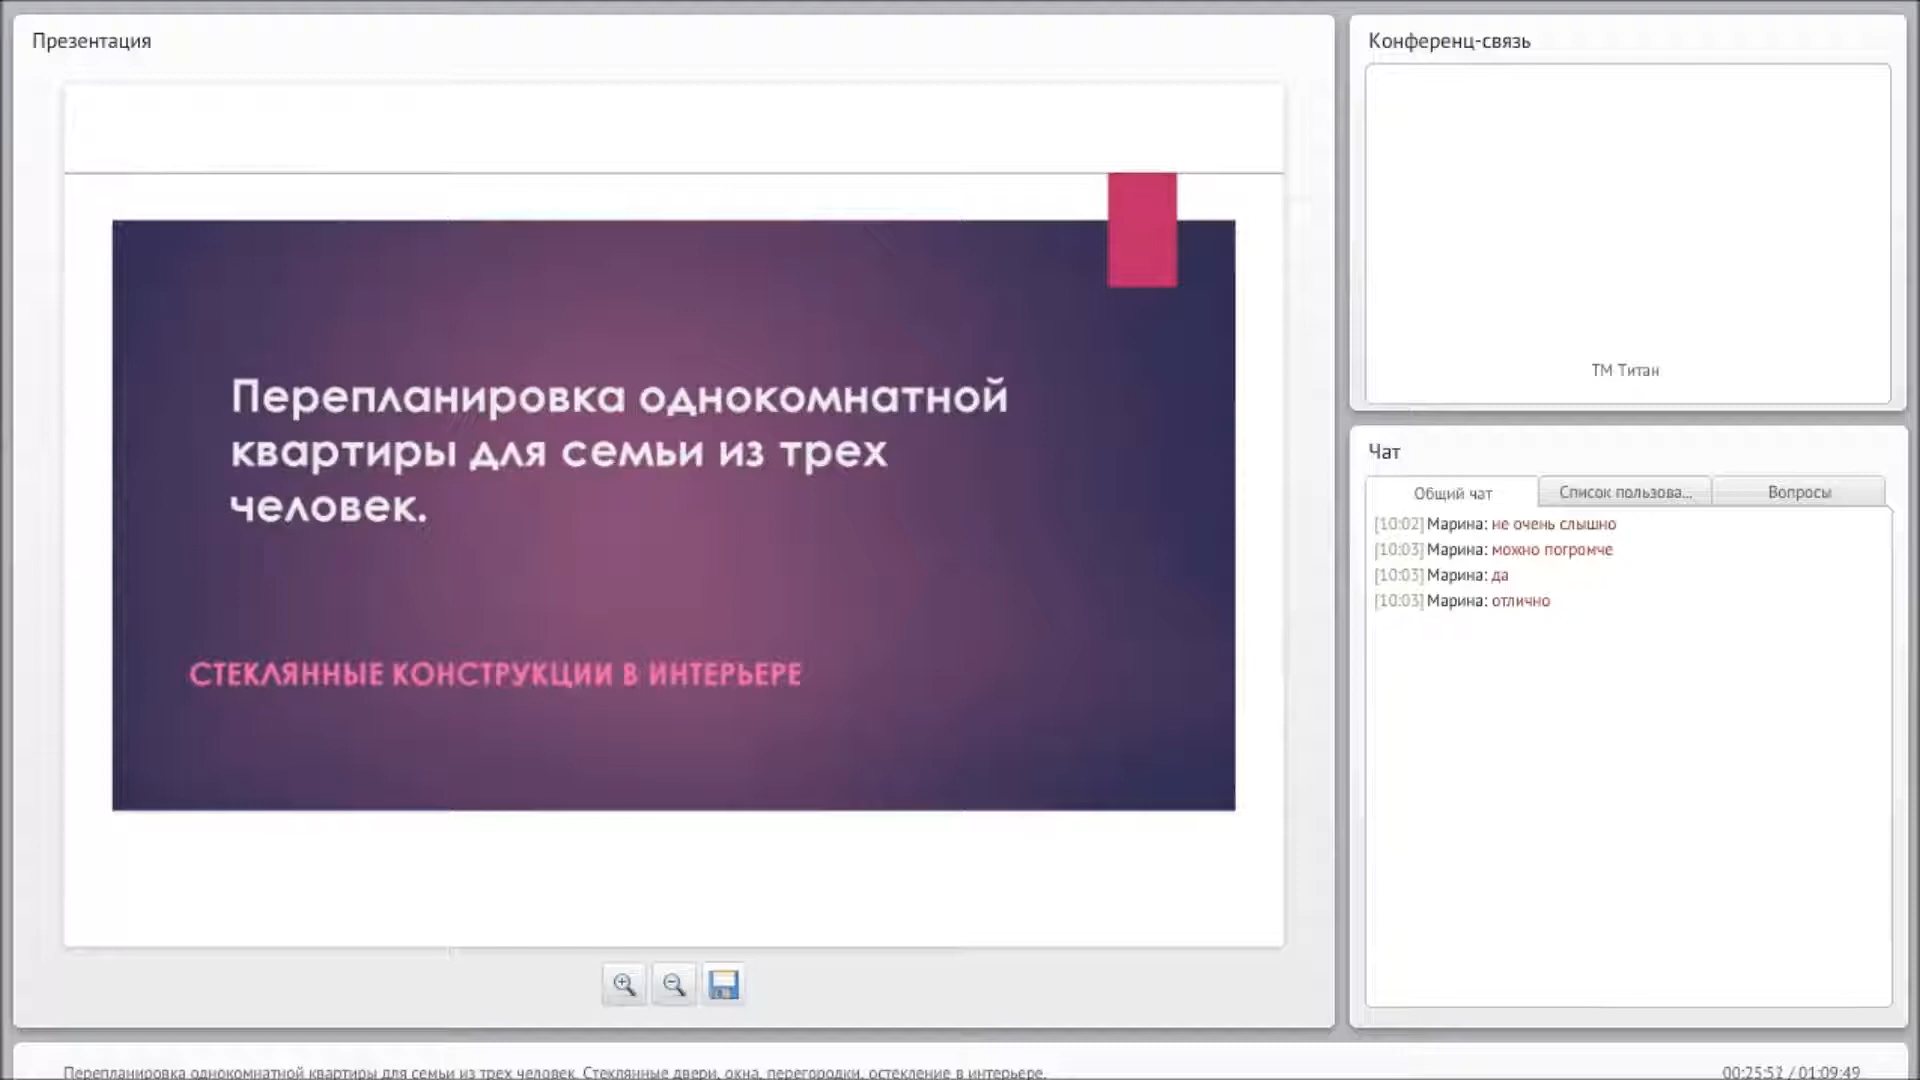 Презентация
Перепланировка однокомнатной
квартиры для семьи из трех
человек.
СТЕКЛЯННЫЕ КОНСТРУКЦИИ В ИНТЕРЬЕРЕ
Конференц-связь
ТМ Титан
Чат
Общий чат Список пользова... Вопросы
[10:02] Марина: не очень слышно
[10:03] Марина: можно погромче
[10:03] Марина: да
[10:03] Марина: отлично
Перепланировка однокомнатной квартиры для семьи из трех человек. Стеклянные двери, окна, перегородки, остекление в интерьере. 00:25:52 / 01:09:49